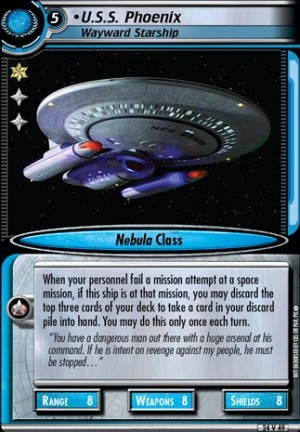 5
•U.S.S. Phoenix
Wayward Starship
Nebula Class
When your personnel fail a mission attempt at a space
mission, if this ship is at that mission, you may discard the
top three cards of your deck to take a card in your discard
pile into hand. You may do this only once each turn.
"You have a dangerous man out there with a huge arsenal at his
command. If he is intent on revenge against my people, he must
be stopped..."
Range 8 Weapons 8 Shields 8
24 V 49